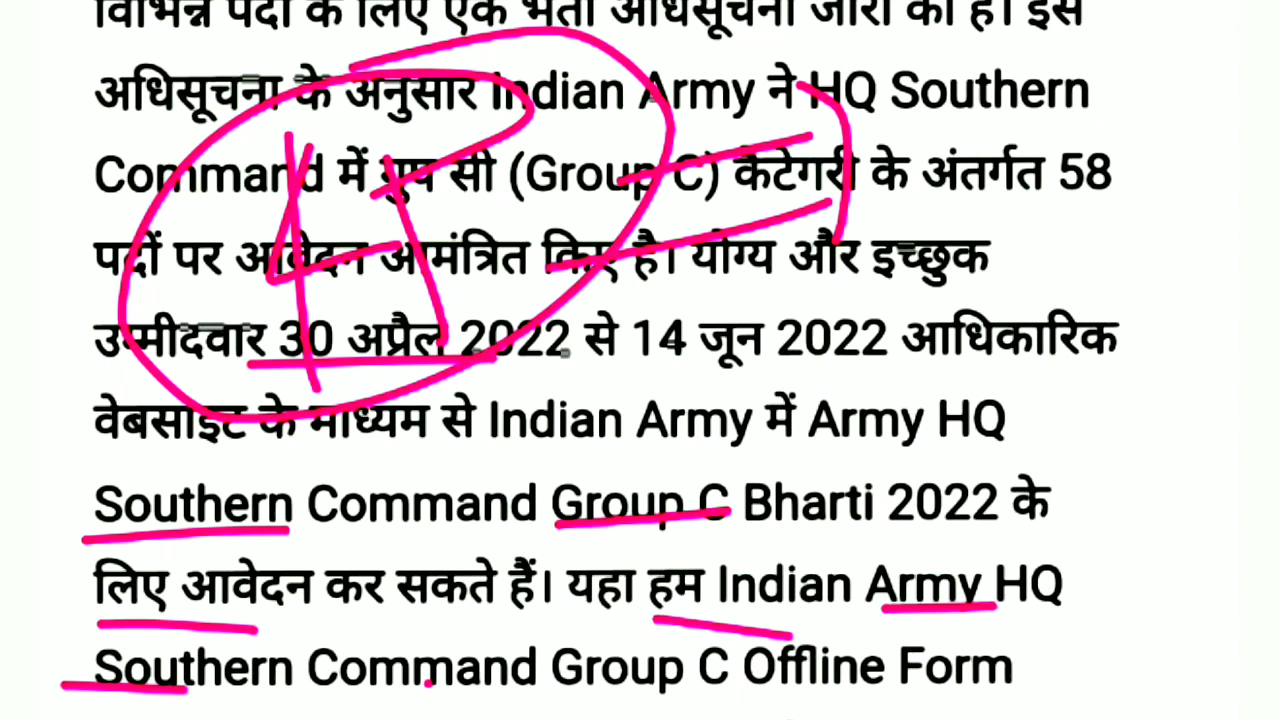 विभिन्न पदों के लिए एक भर्ती अधिसूचना जारी की है। इस
अधिसूचना के अनुसार Indian Army ने HQ Southern
Command में ग्रुप सी (Group C) कैटेगरी के अंतर्गत 58
पदों पर आवेदन आमंत्रित किए है। योग्य और इच्छुक
उम्मीदवार 30 अप्रैल 2022 से 14 जून 2022 आधिकारिक
वेबसाइट के माध्यम से Indian Army में Army HQ
Southern Command Group C Bharti 2022 के
लिए आवेदन कर सकते हैं। यहा हम Indian Army HQ
Southern Command Group C Offline Form